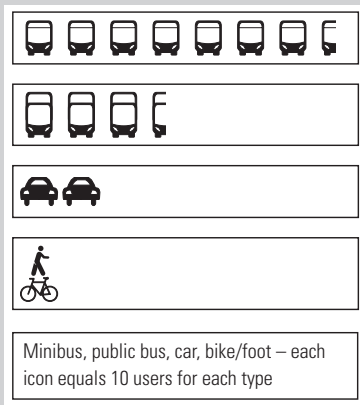 Minibus, public bus, car, bike/foot – each
icon equals 10 users for each type